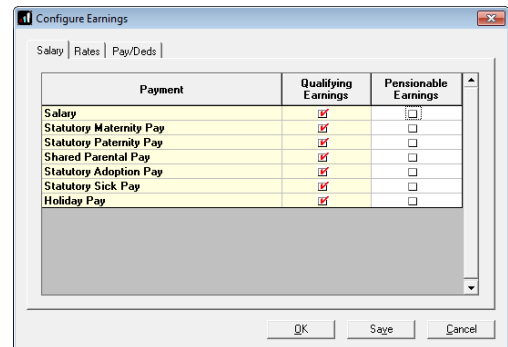 Configure Earnings
Salary Rates Pay/Deds
Payment Qualifying Earnings Pensionable Earnings
Salary
Statutory Maternity Pay
Statutory Paternity Pay
Shared Parental Pay
Statutory Adoption Pay
Statutory Sick Pay
Holiday Pay
OK Save Cancel